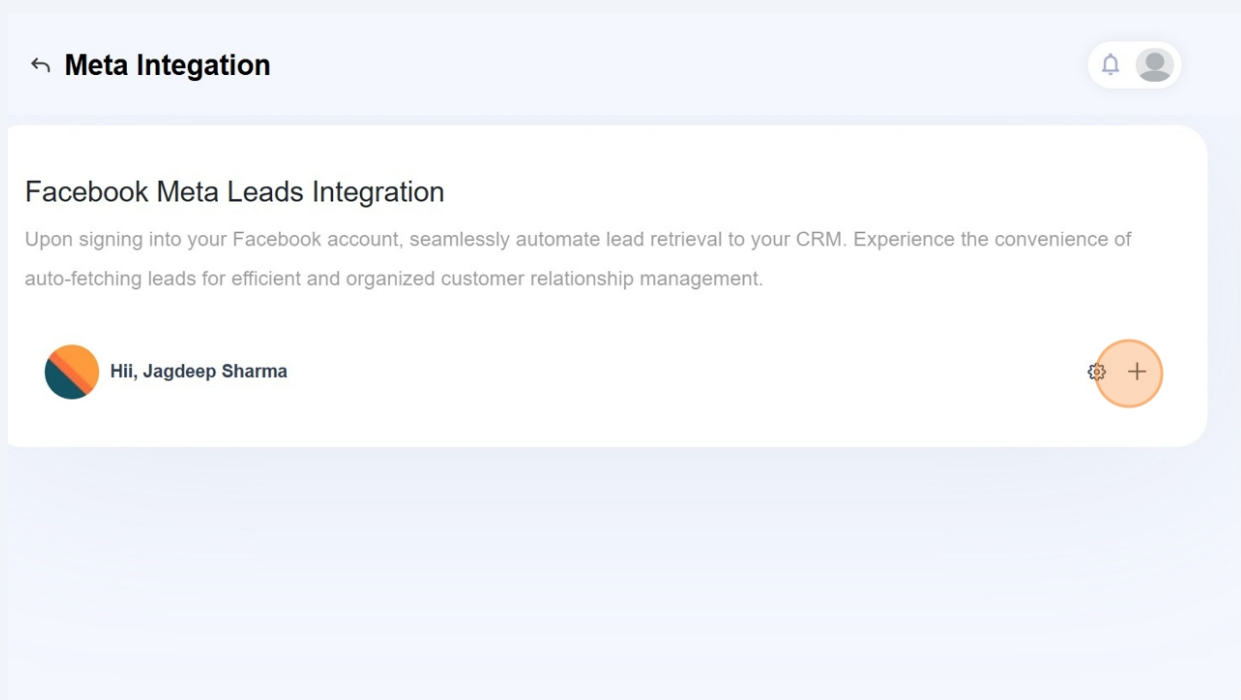 Meta Integation
Facebook Meta Leads Integration
Upon signing into your Facebook account, seamlessly automate lead retrieval to your CRM. Experience the convenience of
auto-fetching leads for efficient and organized customer relationship management.
Hii, Jagdeep Sharma